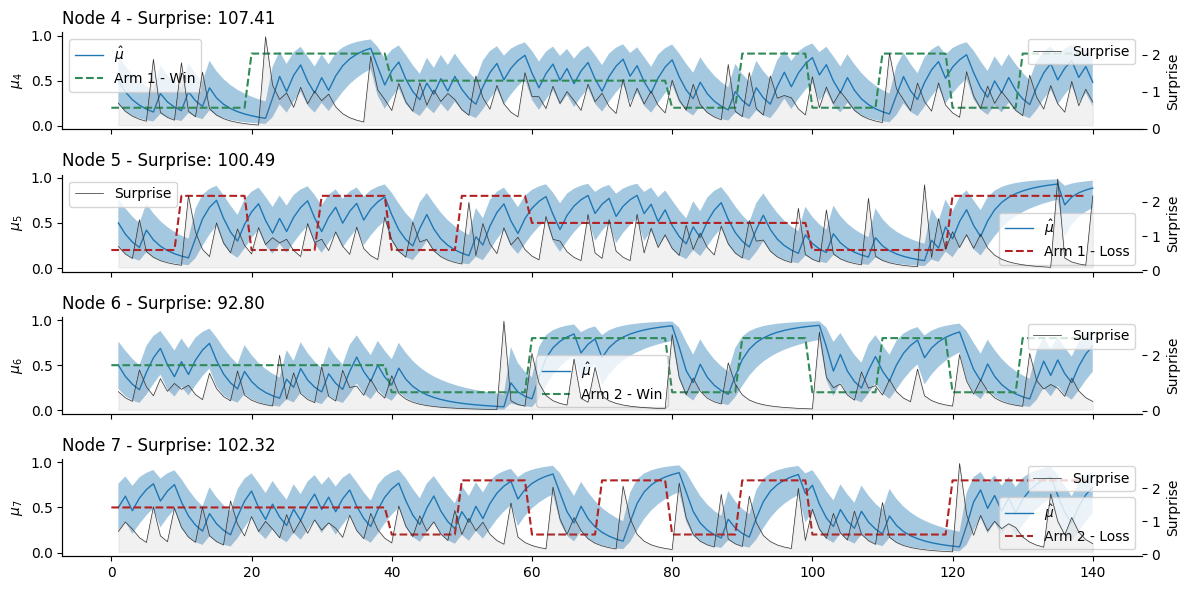 Node 4 - Surprise: 107.41
1.0
0.5
0.0
μ4
μ̂
Arm 1 - Win
Surprise
2
1
0
Surprise
Node 5 - Surprise: 100.49
1.0
0.5
0.0
μ5
Surprise
μ̂
Arm 1 - Loss
2
1
0
Surprise
Node 6 - Surprise: 92.80
1.0
0.5
0.0
μ6
μ̂
Arm 2 - Win
Surprise
2
0
Surprise
Node 7 - Surprise: 102.32
1.0
0.5
0.0
μ7
Surprise
μ̂
Arm 2 - Loss
2
1
0
Surprise
0 20 40 60 80 100 120 140